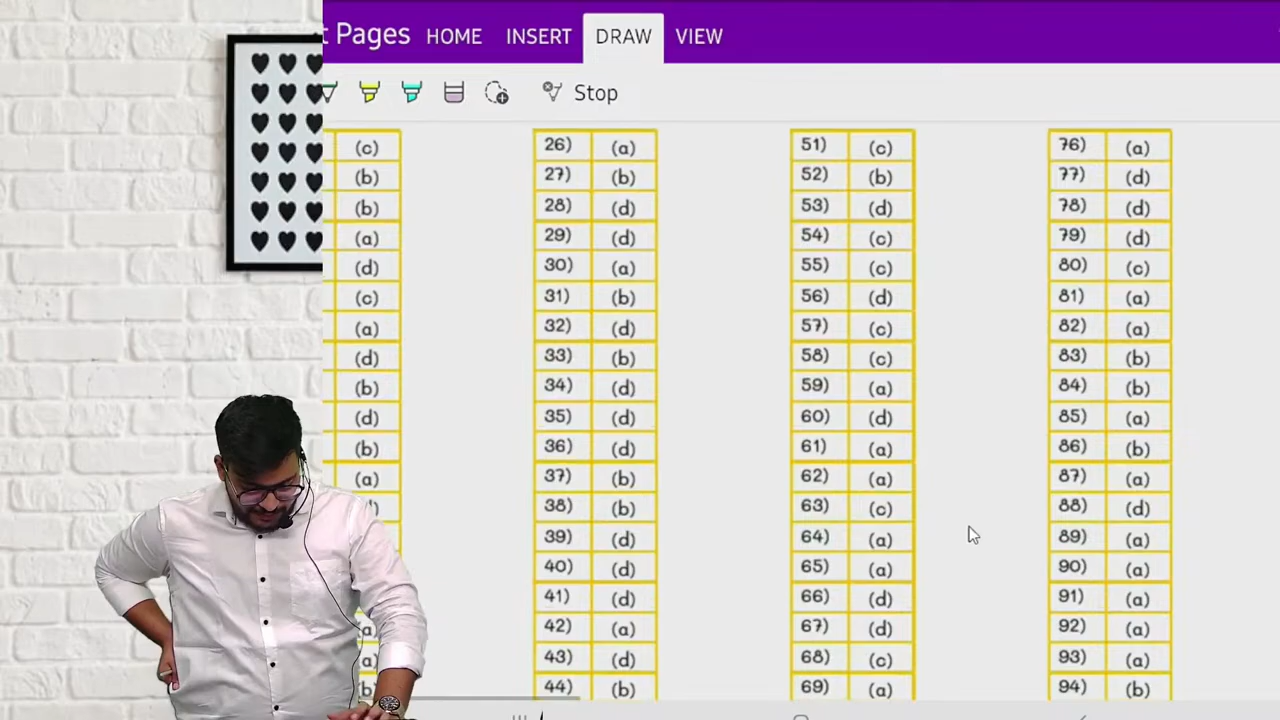 t Pages HOME INSERT DRAW VIEW
Stop
(c) 26) (a) 51) (c) 76) (a)
(b) 27) (b) 52) (b) 77) (d)
(b) 28) (d) 53) (d) 78) (d)
(a) 29) (d) 54) (c) 79) (d)
(d) 30) (a) 55) (c) 80) (c)
(c) 31) (b) 56) (d) 81) (a)
(a) 32) (d) 57) (c) 82) (a)
(d) 33) (b) 58) (c) 83) (b)
(b) 34) (d) 59) (a) 84) (b)
(d) 35) (d) 60) (d) 85) (a)
(b) 36) (d) 61) (a) 86) (b)
(a) 37) (b) 62) (a) 87) (a)
38) (b) 63) (c) 88) (d)
39) (d) 64) (a) 89) (a)
40) (d) 65) (a) 90) (a)
41) (d) 66) (d) 91) (a)
(a) 42) (a) 67) (d) 92) (a)
(a) 43) (d) 68) (c) 93) (a)
(b) 44) (b) 69) (a) 94) (b)